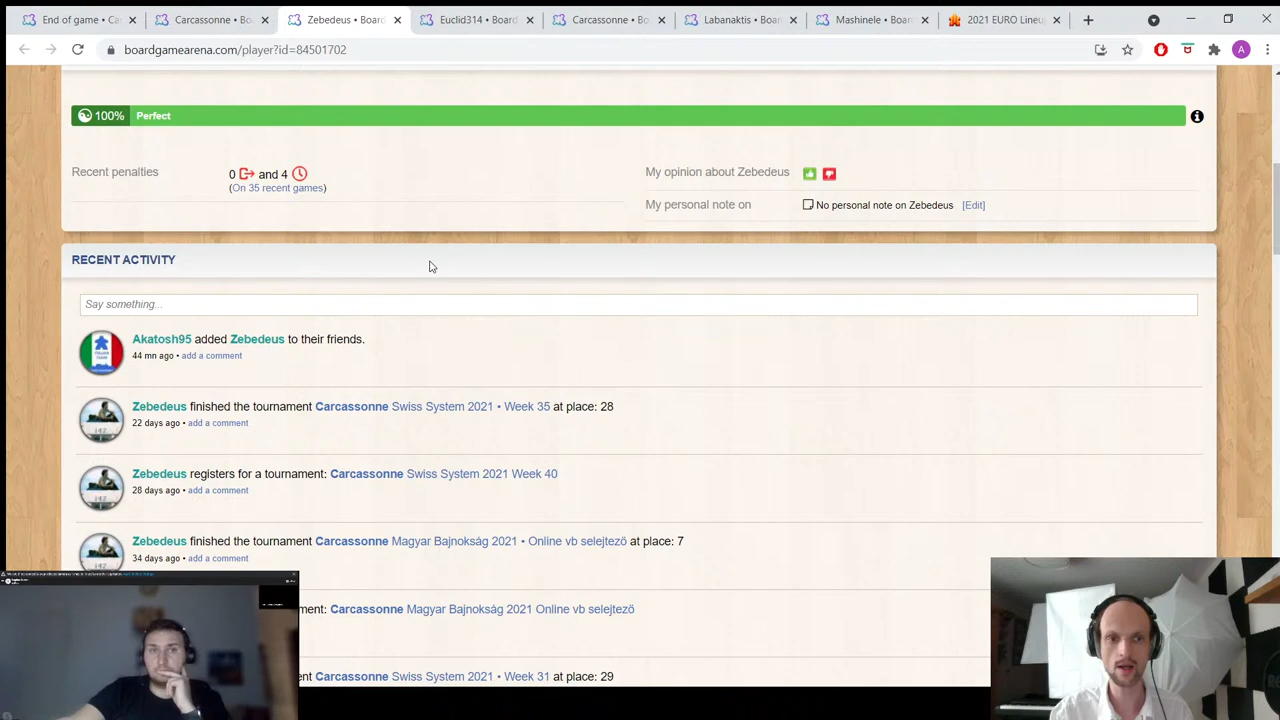 End of game • Ca
Carcassonne • Bo
Zebedeus • Board
Euclid314 • Board
Carcassonne • Bo
Labanaktis • Boar
Mashinele • Board
2021 EURO Lineu
boardgamearena.com/player?id=84501702
A
100% Perfect
Recent penalties
0 and 4
(On 35 recent games)
My opinion about Zebedeus
My personal note on
No personal note on Zebedeus [Edit]
RECENT ACTIVITY
Say something...
Akatosh95 added Zebedeus to their friends.
44 mn ago • add a comment
Zebedeus finished the tournament Carcassonne Swiss System 2021 • Week 35 at place: 28
22 days ago • add a comment
Zebedeus registers for a tournament: Carcassonne Swiss System 2021 Week 40
28 days ago • add a comment
Zebedeus finished the tournament Carcassonne Magyar Bajnokság 2021 • Online vb selejtező at place: 7
34 days ago • add a comment
ment: Carcassonne Magyar Bajnokság 2021 Online vb selejtező
ent Carcassonne Swiss System 2021 • Week 31 at place: 29